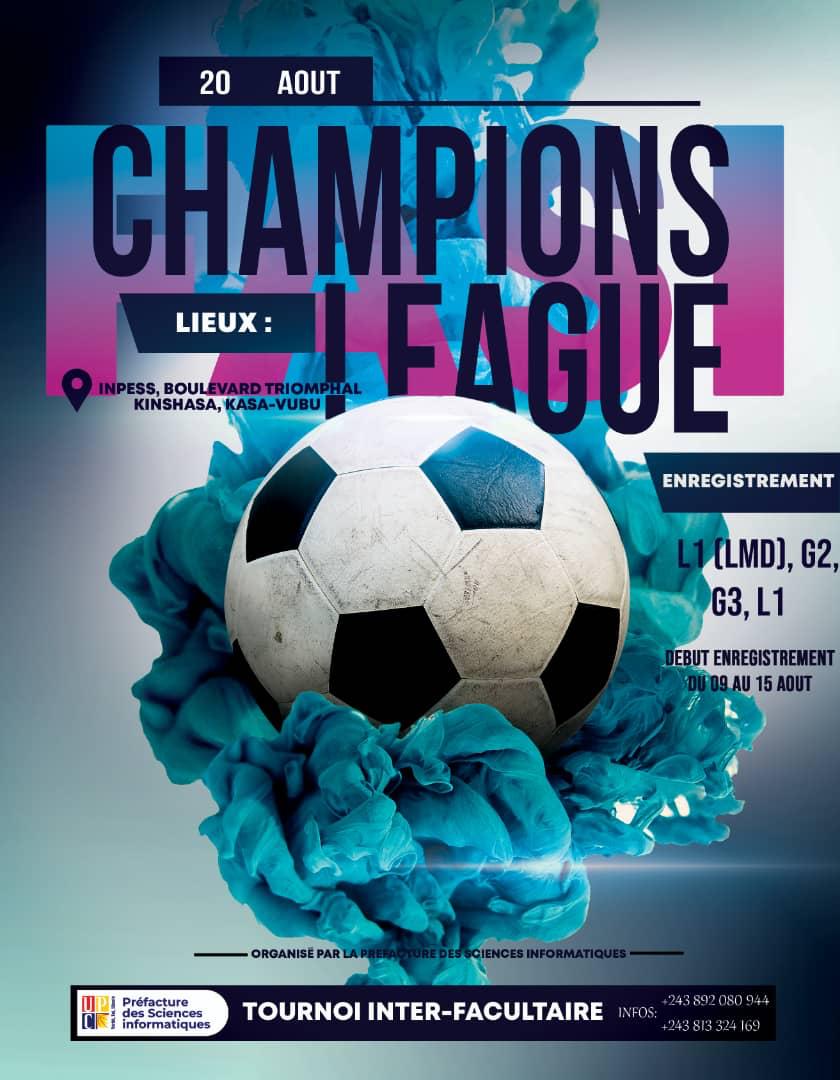 20 AOUT
FASI
CHAMPIONS
LEAGUE
LIEUX :
INPESS, BOULEVARD TRIOMPHAL
KINSHASA, KASA-VUBU
ENREGISTREMENT
L1 (LMD), G2,
G3, L1
DEBUT ENREGISTREMENT
DU 09 AU 15 AOUT
ORGANISÉ PAR LA PREFACTURE DES SCIENCES INFORMATIQUES
UPC
Préfacture
des Sciences
informatiques
TOURNOI INTER-FACULTAIRE
INFOS:
+243 892 080 944
+243 813 324 169